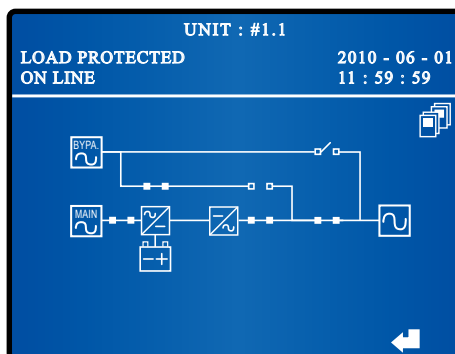 UNIT : #1.1
LOAD PROTECTED 2010 - 06 - 01
ON LINE 11 : 59 : 59
BYPA.
MAIN